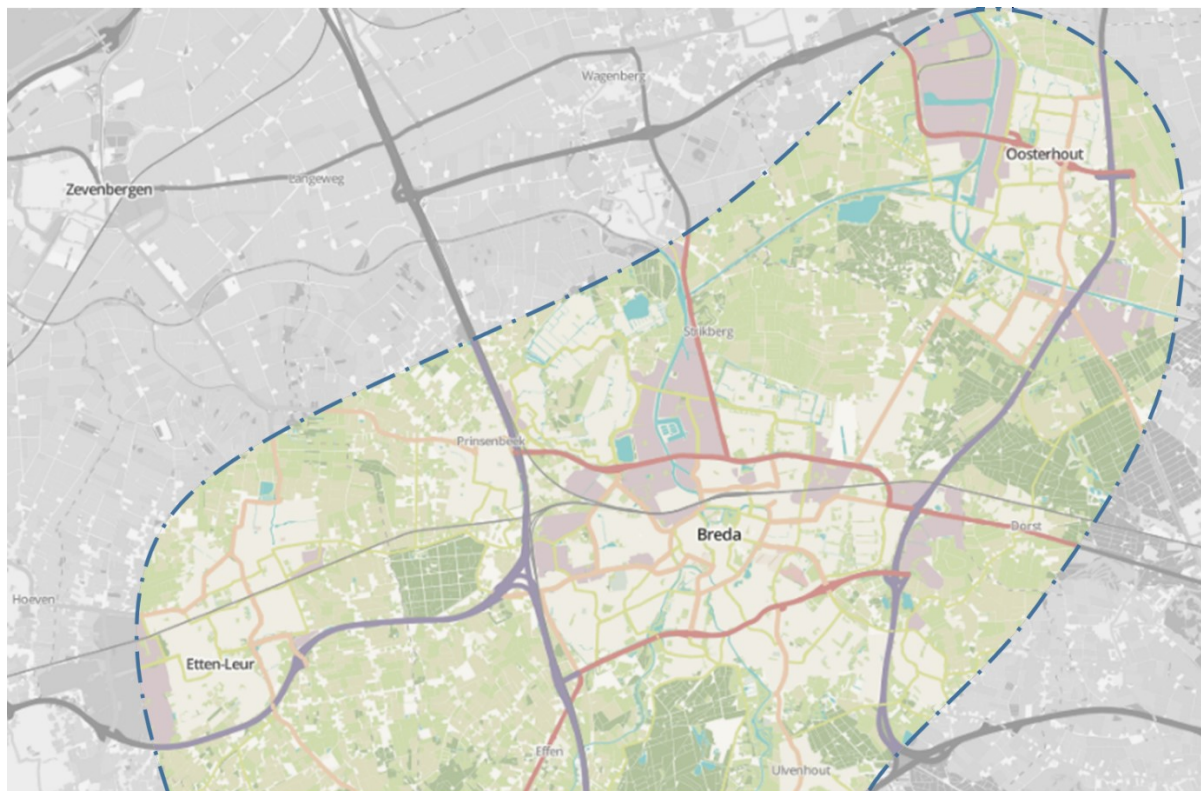 Wagenberg
Oosterhout
Langeweg
Zevenbergen
Stuikberg
Prinsenbeek
Dorst
Breda
Hoeven
Etten-Leur
Effen
Ulvenhout